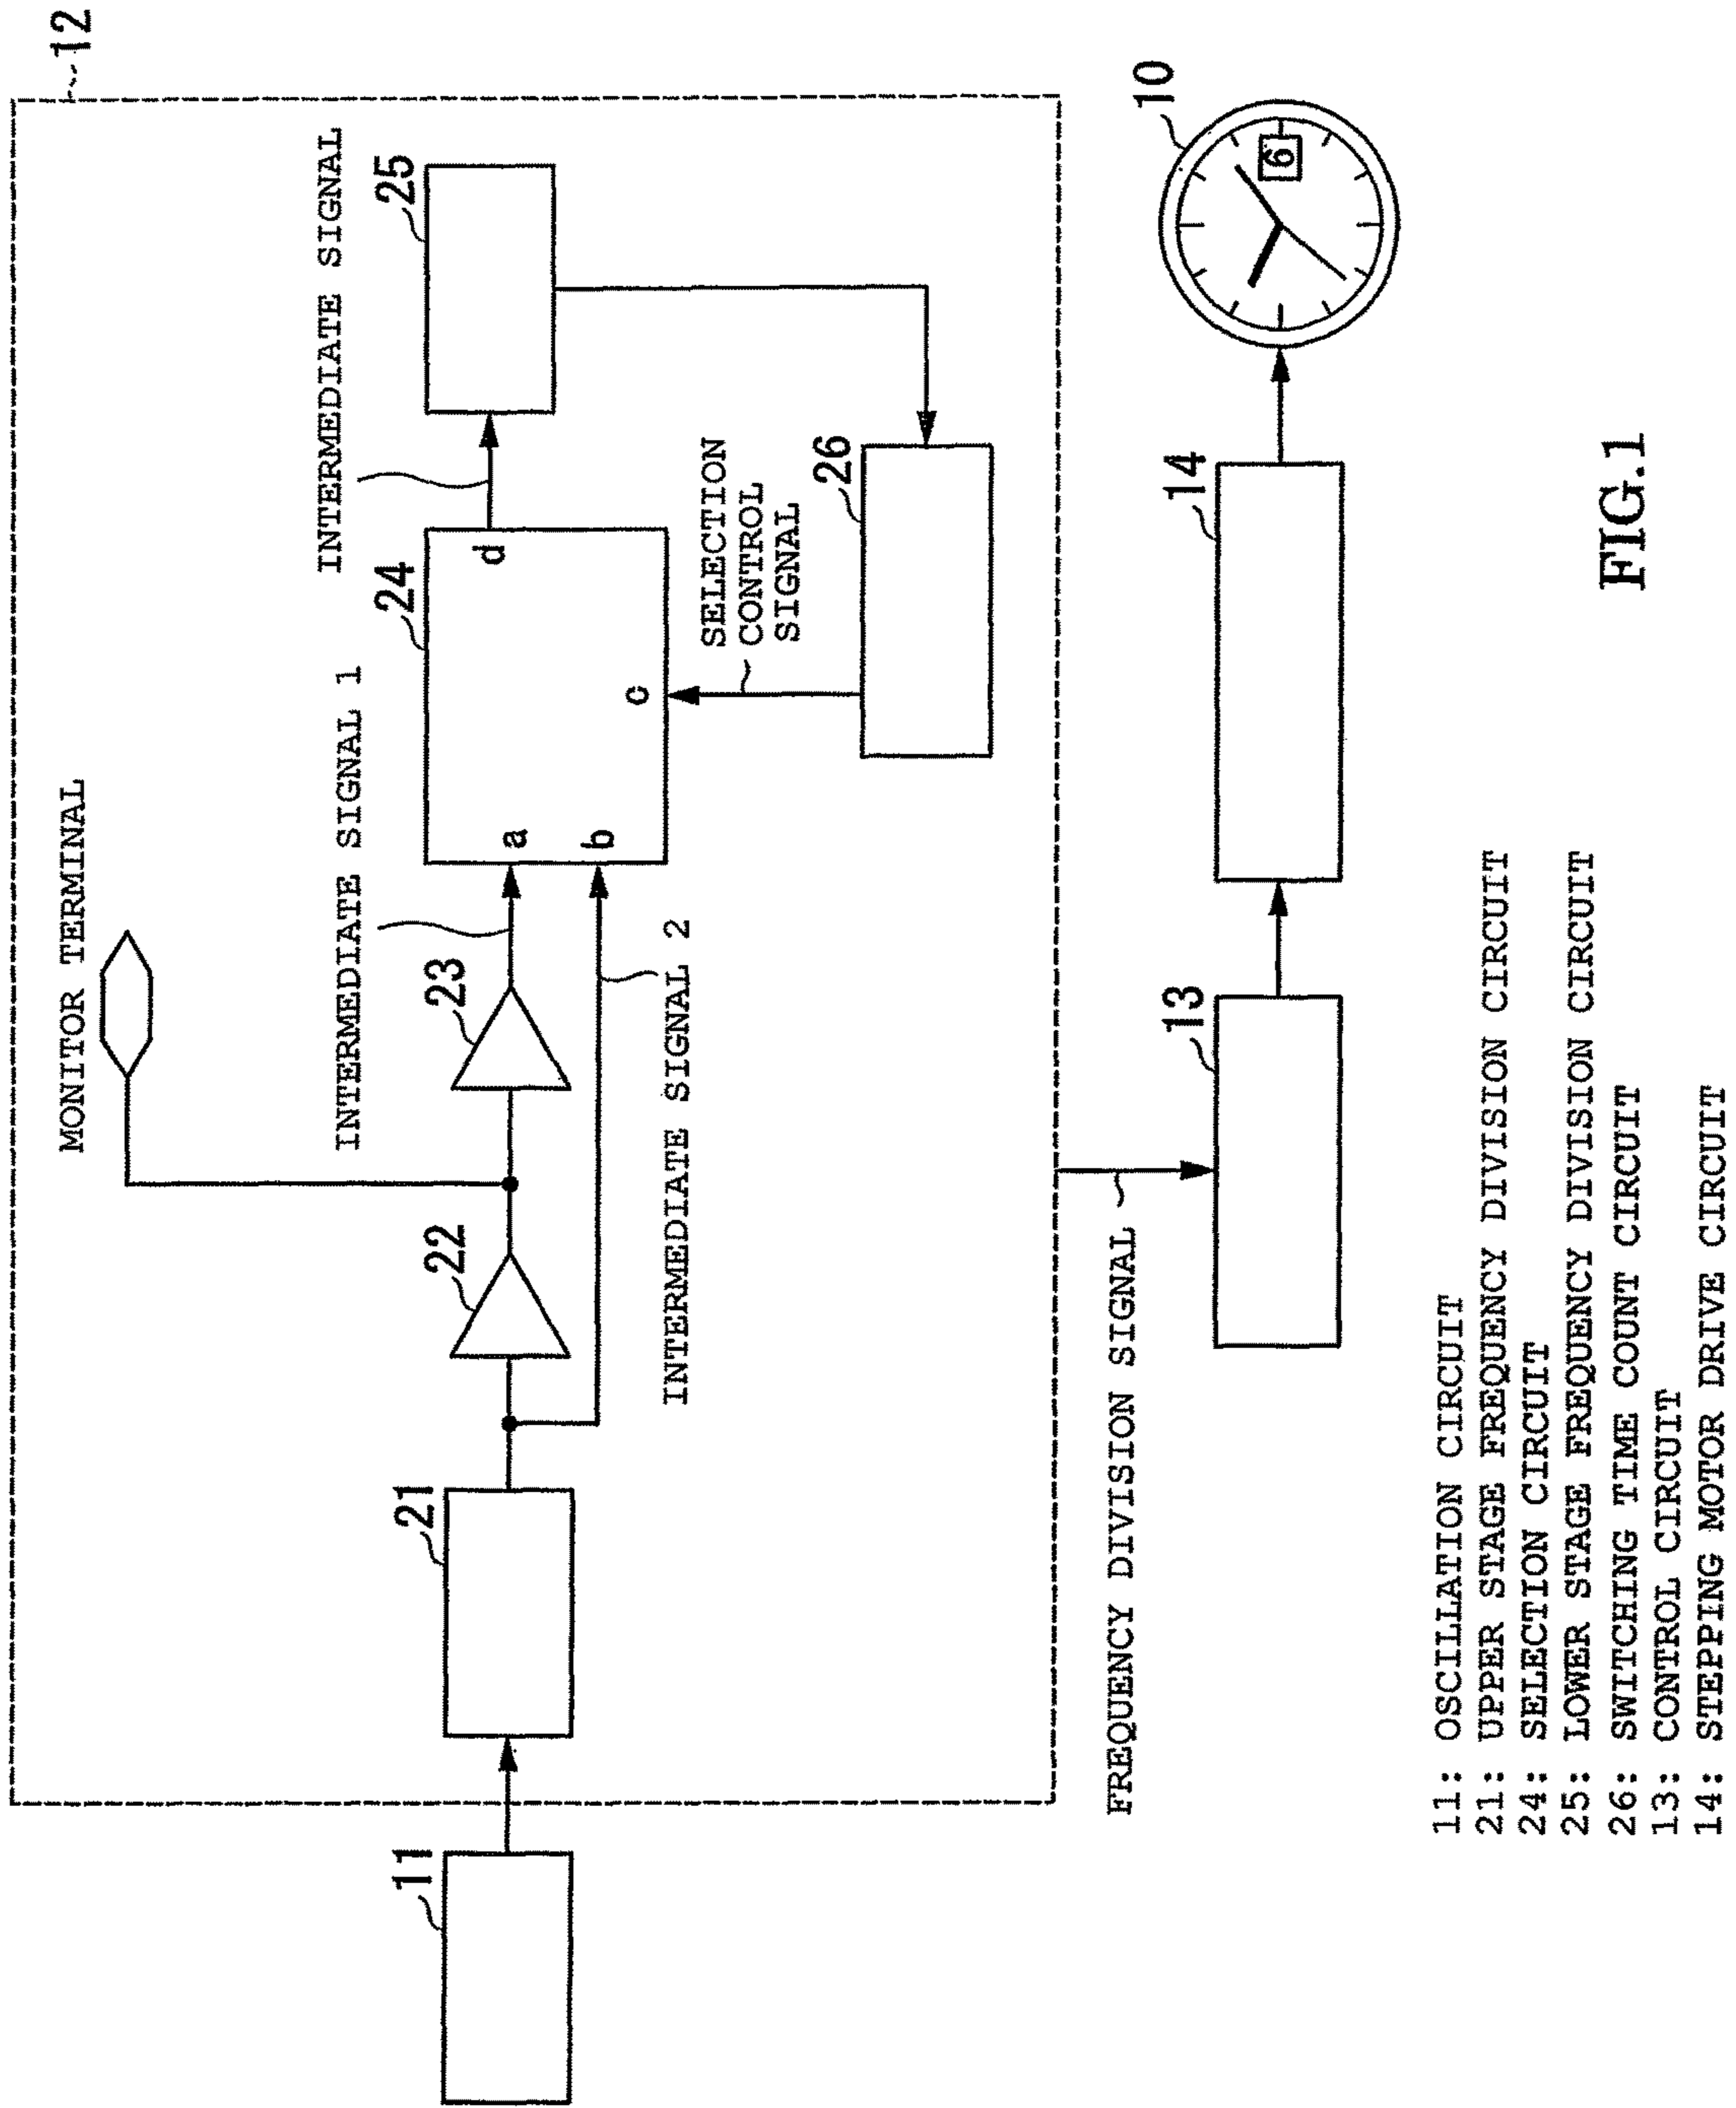 12
MONITOR TERMINAL
INTERMEDIATE SIGNAL 1
INTERMEDIATE SIGNAL
11
21
22
23
24
25
a
b
c
d
INTERMEDIATE SIGNAL 2
SELECTION
CONTROL
SIGNAL
26
FREQUENCY DIVISION SIGNAL
13
14
10
6
11: OSCILLATION CIRCUIT
21: UPPER STAGE FREQUENCY DIVISION CIRCUIT
24: SELECTION CIRCUIT
25: LOWER STAGE FREQUENCY DIVISION CIRCUIT
26: SWITCHING TIME COUNT CIRCUIT
13: CONTROL CIRCUIT
14: STEPPING MOTOR DRIVE CIRCUIT
FIG.1